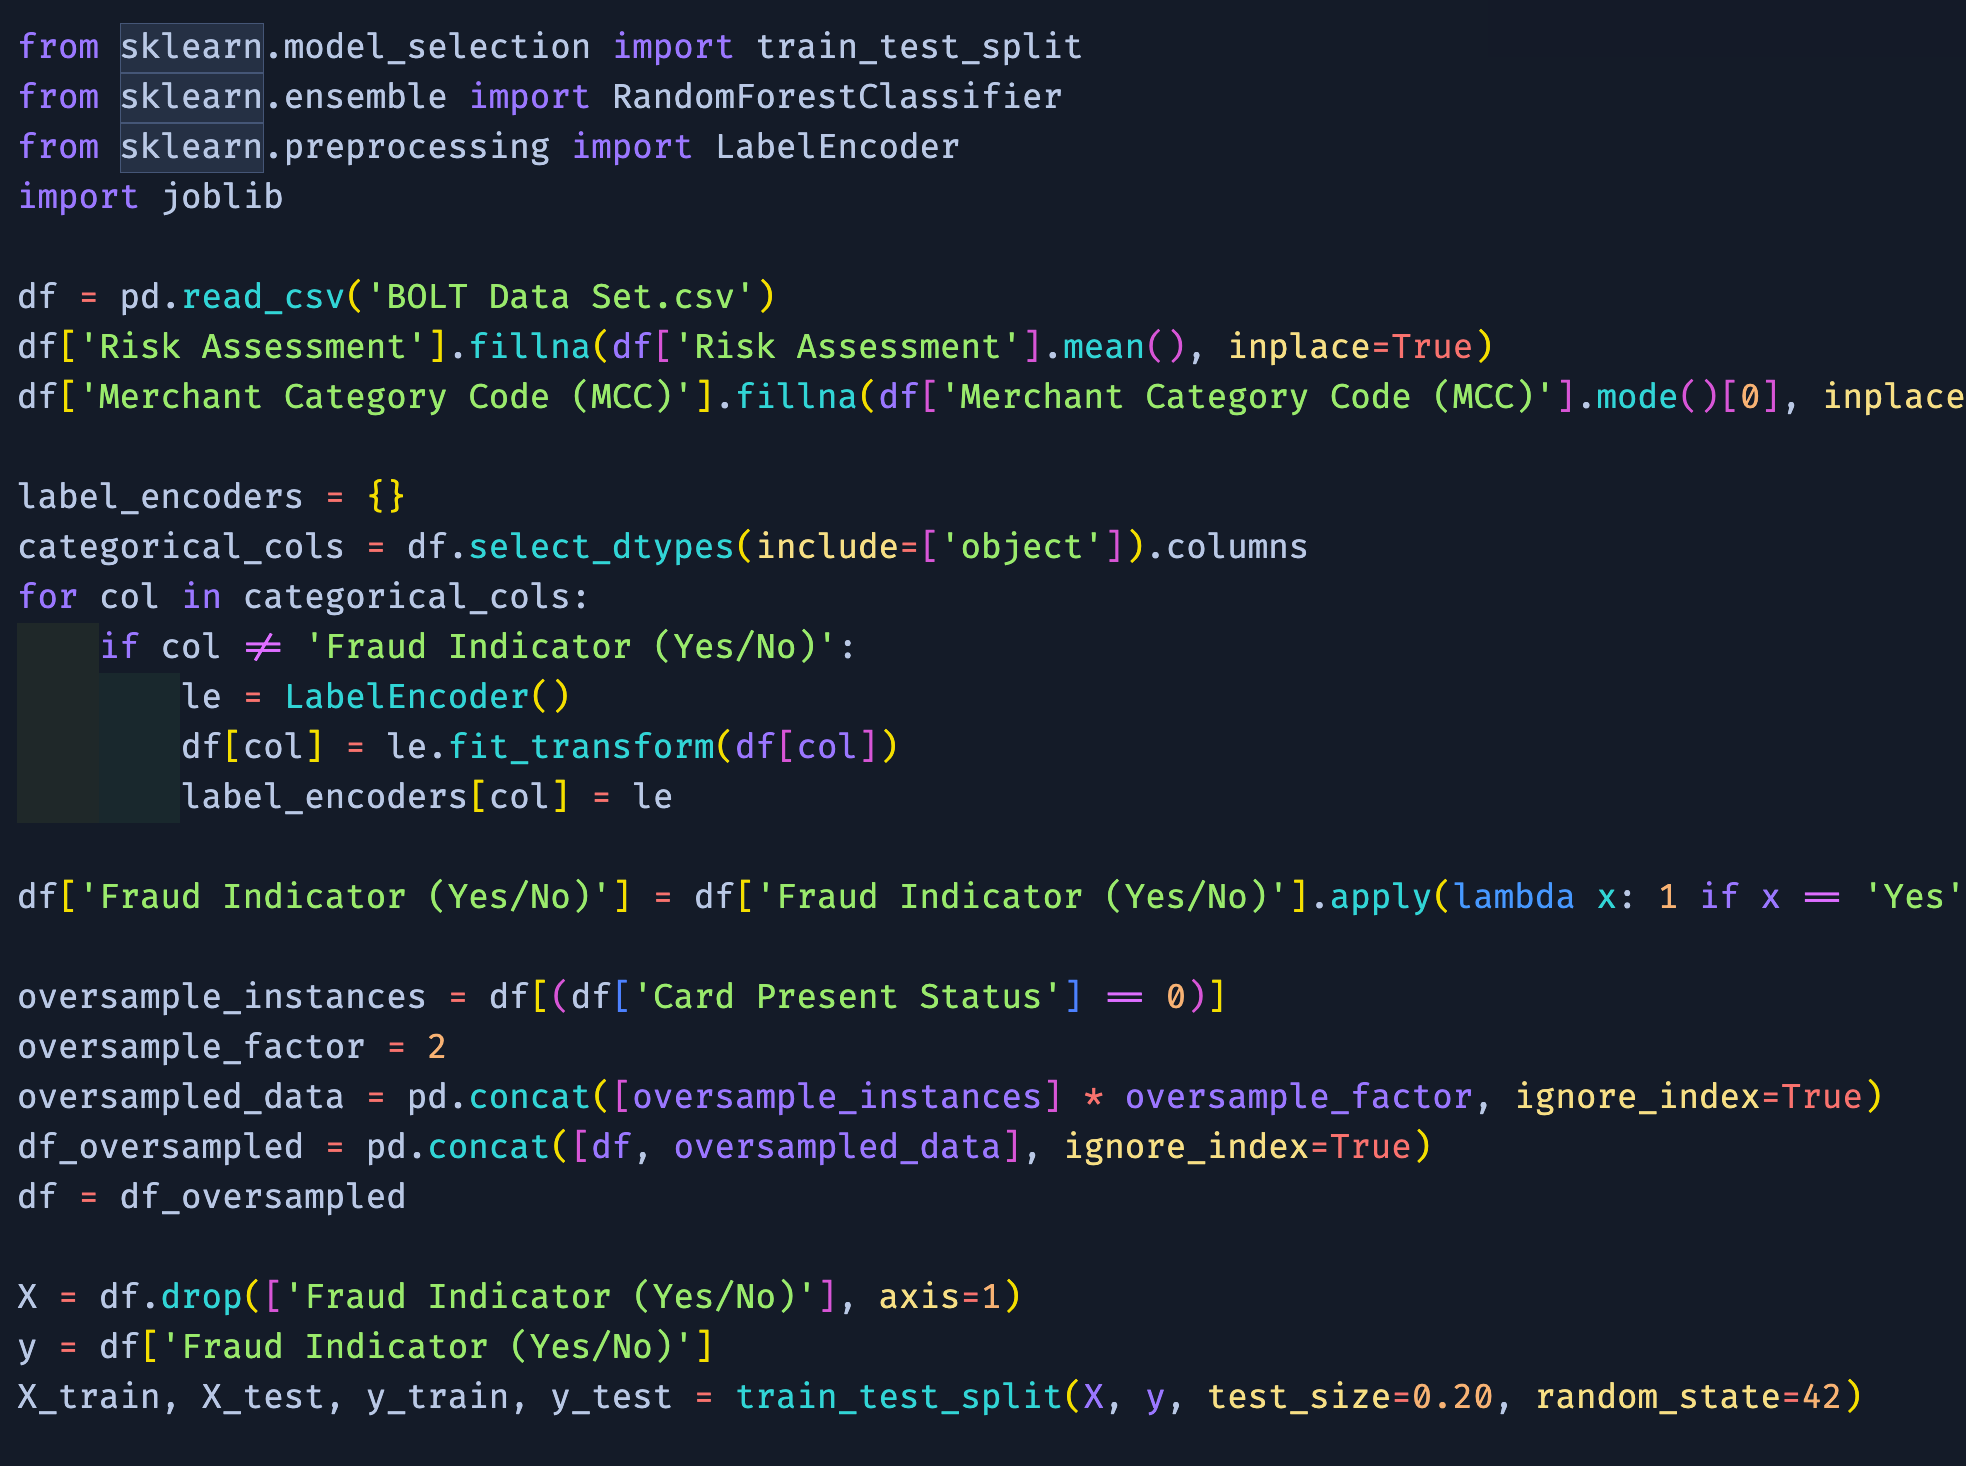 from sklearn.model_selection import train_test_split
from sklearn.ensemble import RandomForestClassifier
from sklearn.preprocessing import LabelEncoder
import joblib

df = pd.read_csv('BOLT Data Set.csv')
df['Risk Assessment'].fillna(df['Risk Assessment'].mean(), inplace=True)
df['Merchant Category Code (MCC)'].fillna(df['Merchant Category Code (MCC)'].mode()[0], inplace

label_encoders = {}
categorical_cols = df.select_dtypes(include=['object']).columns
for col in categorical_cols:
    if col != 'Fraud Indicator (Yes/No)':
        le = LabelEncoder()
        df[col] = le.fit_transform(df[col])
        label_encoders[col] = le

df['Fraud Indicator (Yes/No)'] = df['Fraud Indicator (Yes/No)'].apply(lambda x: 1 if x == 'Yes'

oversample_instances = df[(df['Card Present Status'] == 0)]
oversample_factor = 2
oversampled_data = pd.concat([oversample_instances] * oversample_factor, ignore_index=True)
df_oversampled = pd.concat([df, oversampled_data], ignore_index=True)
df = df_oversampled

X = df.drop(['Fraud Indicator (Yes/No)'], axis=1)
y = df['Fraud Indicator (Yes/No)']
X_train, X_test, y_train, y_test = train_test_split(X, y, test_size=0.20, random_state=42)